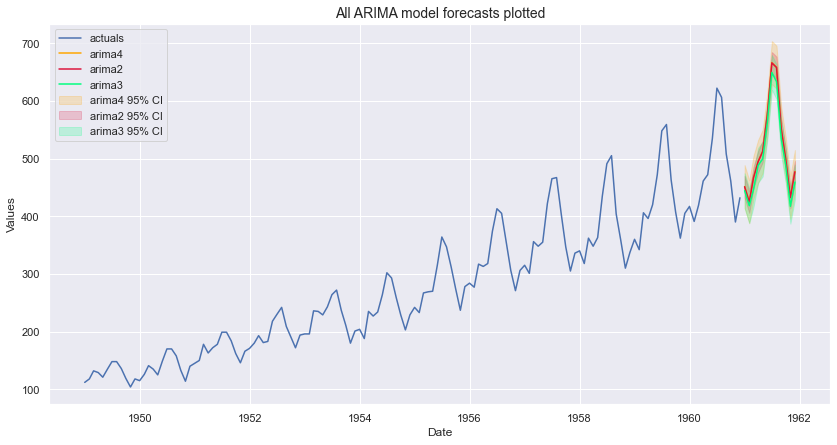 All ARIMA model forecasts plotted
actuals
arima4
arima2
arima3
arima4 95% CI
arima2 95% CI
arima3 95% CI
700
600
500
400
300
200
100
Values
1950 1952 1954 1956 1958 1960 1962
Date